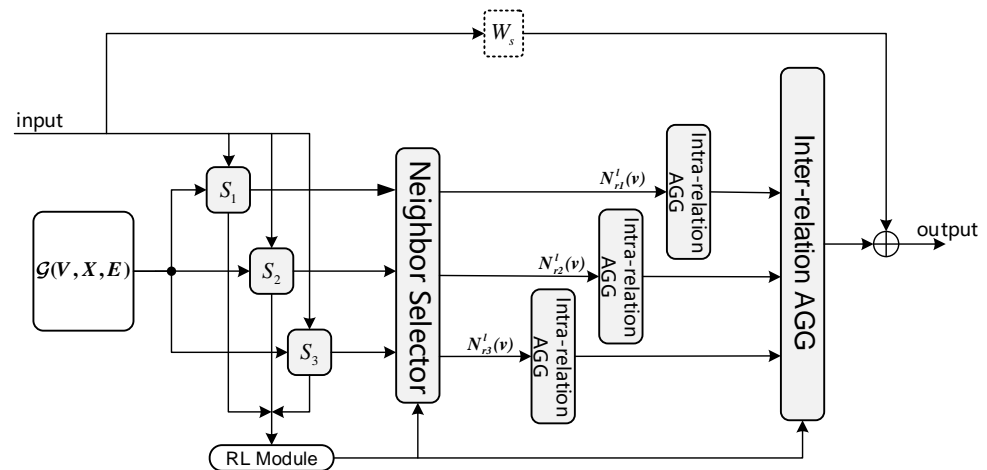 W_s
input
S_1
Neighbor Selector
N^l_{r1}(v)
Intra-relation
AGG
Inter-relation AGG
output
𝒢(V, X, E)
S_2
N^l_{r2}(v)
Intra-relation
AGG
S_3
N^l_{r3}(v)
Intra-relation
AGG
RL Module